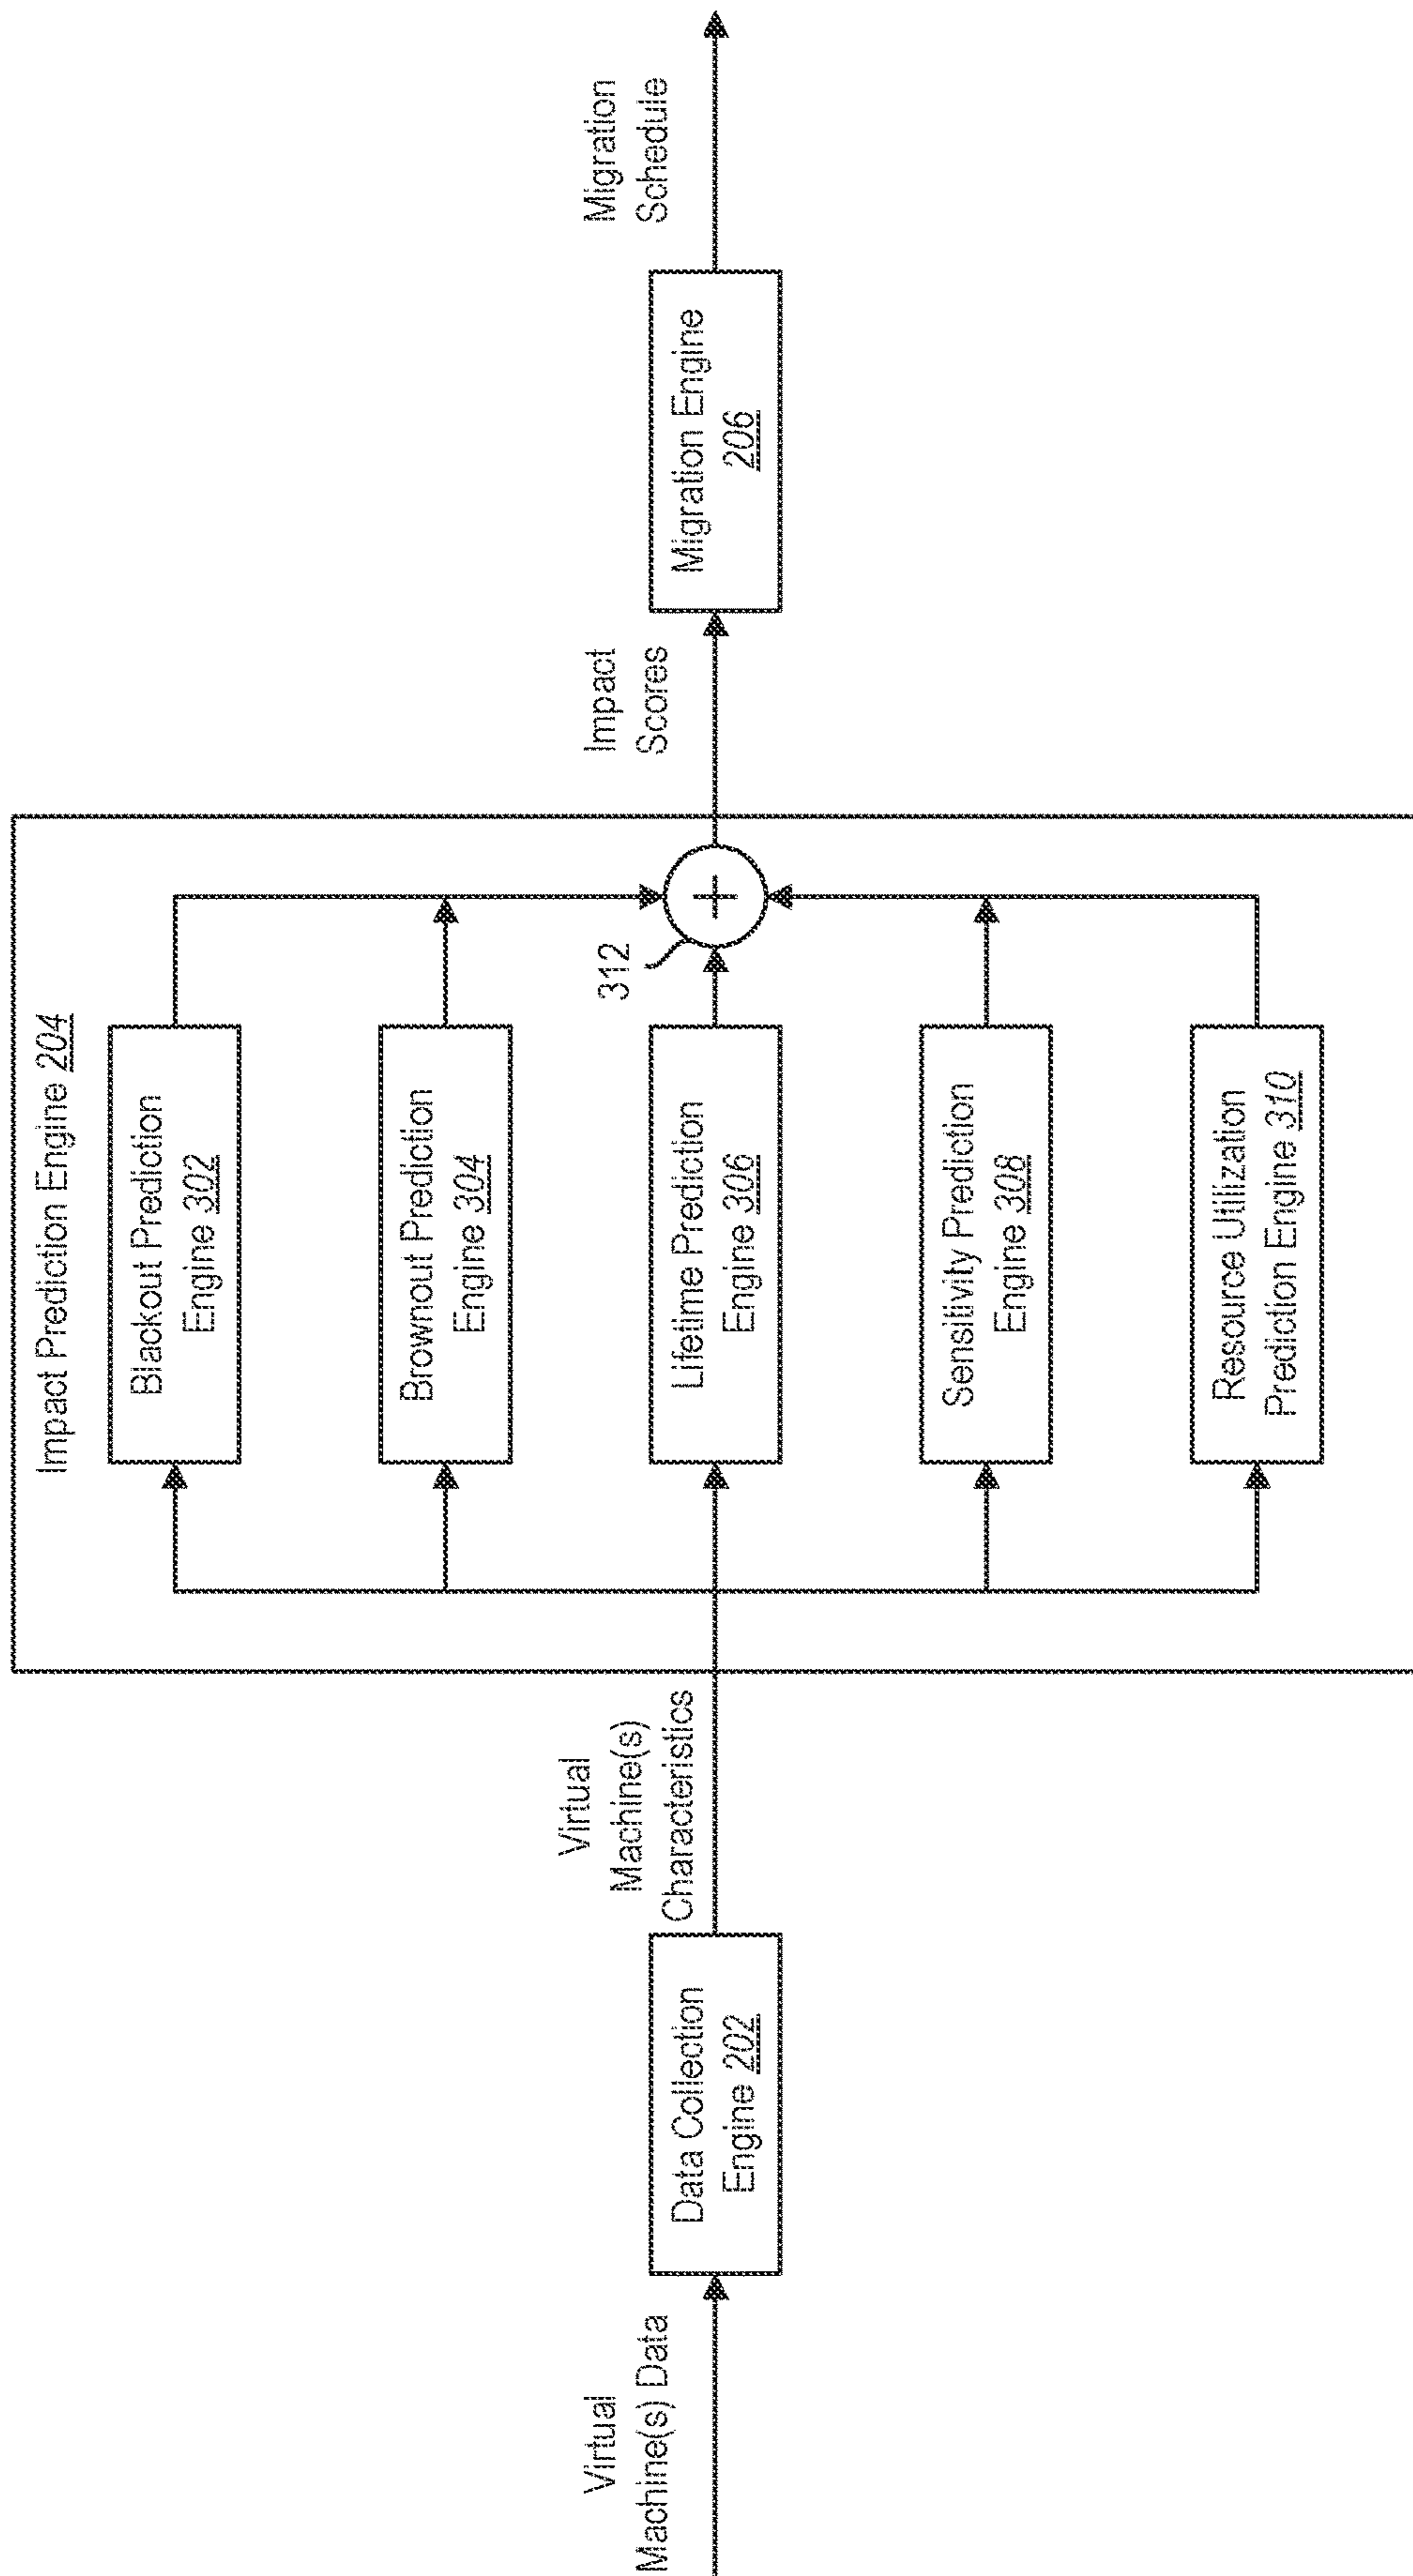 Virtual
Machine(s) Data
Data Collection
Engine 202
Virtual
Machine(s)
Characteristics
Impact Prediction Engine 204
Blackout Prediction
Engine 302
Brownout Prediction
Engine 304
Lifetime Prediction
Engine 306
Sensitivity Prediction
Engine 308
Resource Utilization
Prediction Engine 310
312
+
Impact
Scores
Migration Engine
206
Migration
Schedule